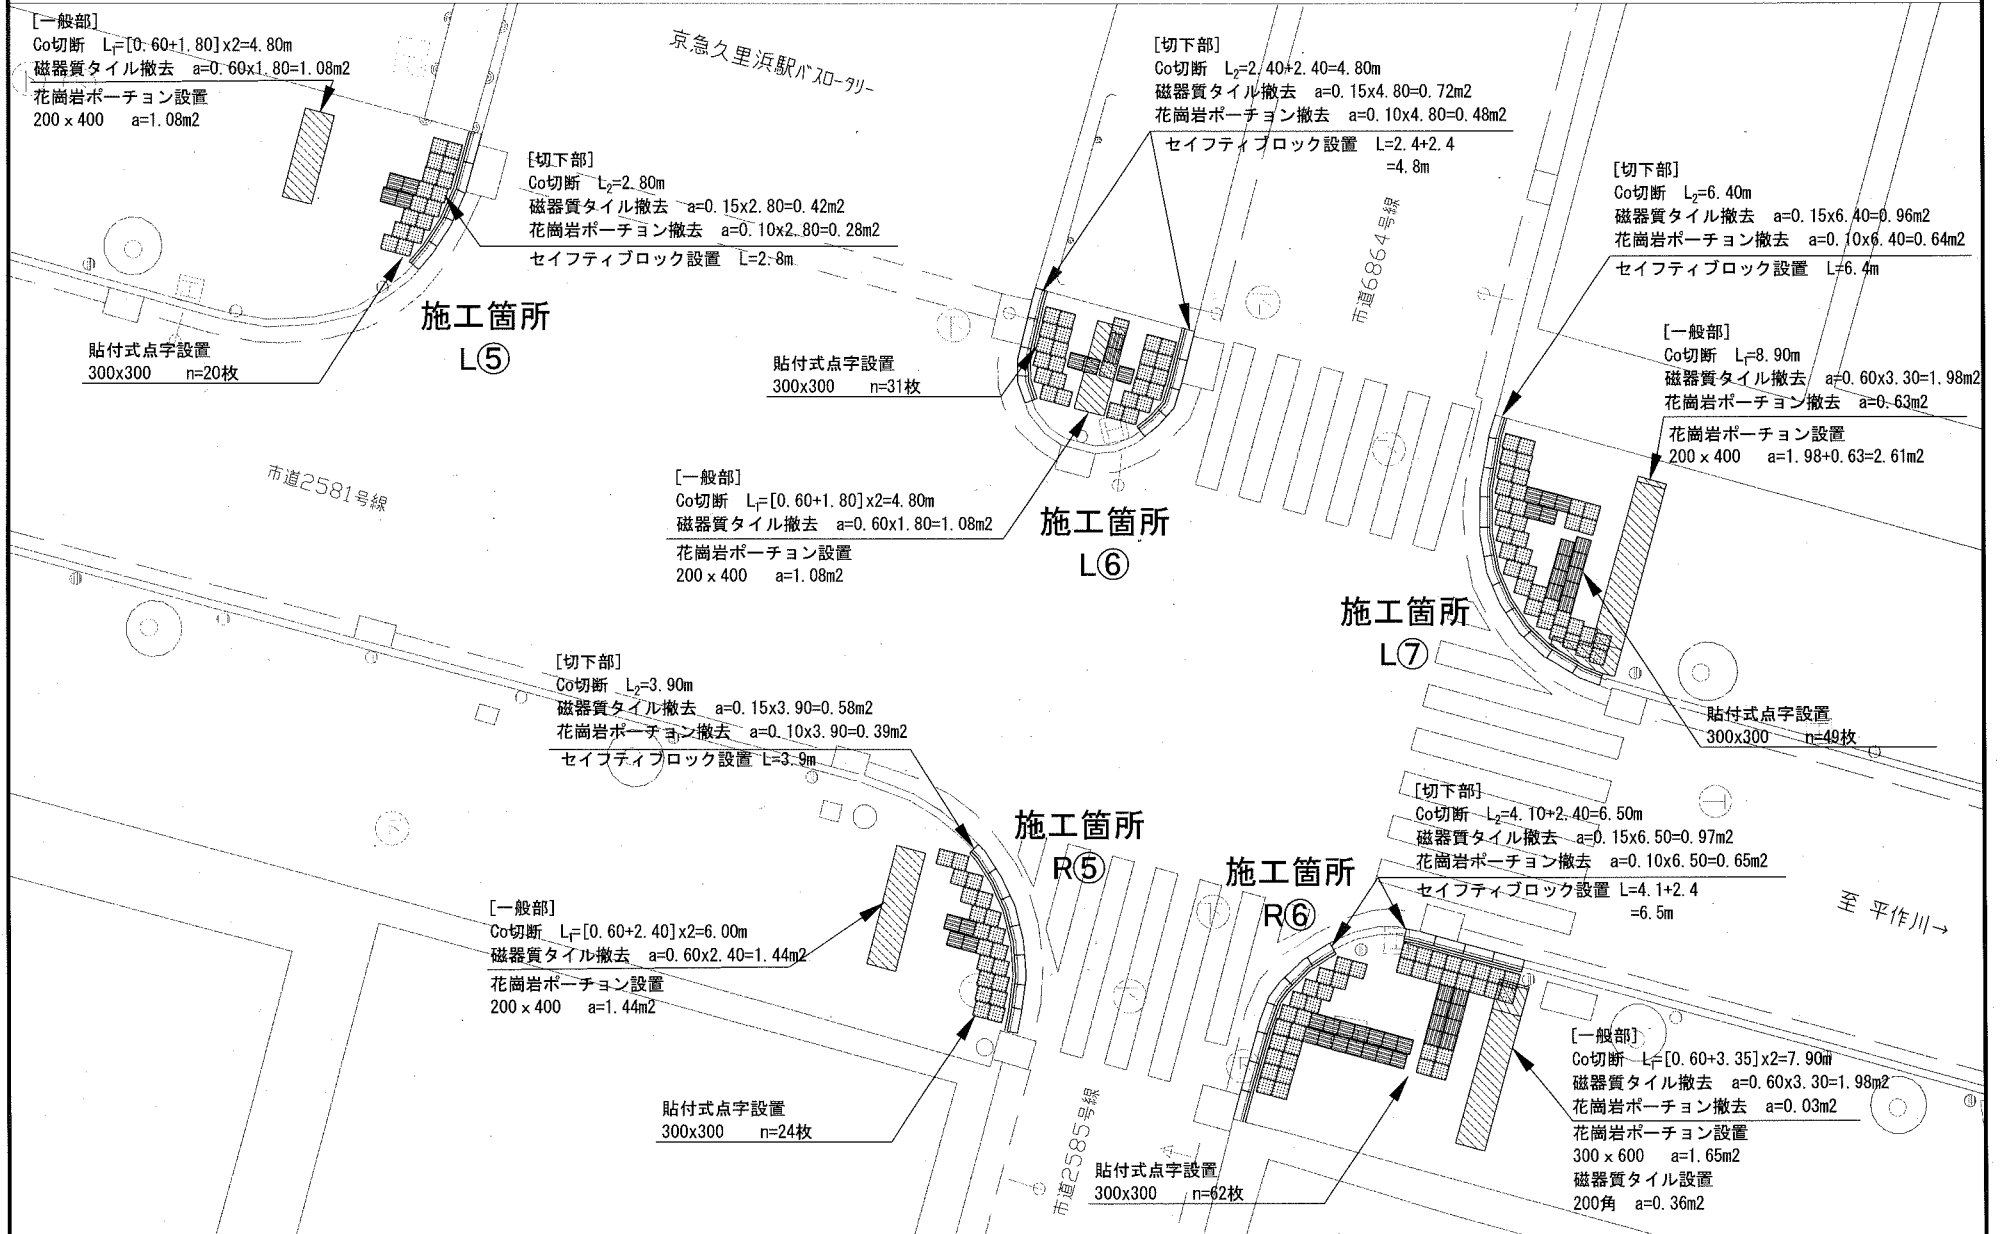 [一般部]
Co切断 L₁=[0.60+1.80]x2=4.80m
磁器質タイル撤去 a=0.60x1.80=1.08m2
花崗岩ポーチョン設置
200 x 400 a=1.08m2
京急久里浜駅バスロータリー
[切下部]
Co切断 L₂=2.80m
磁器質タイル撤去 a=0.15x2.80=0.42m2
花崗岩ポーチョン撤去 a=0.10x2.80=0.28m2
セイフティブロック設置 L=2.8m
施工箇所
L⑤
貼付式点字設置
300x300 n=20枚
[切下部]
Co切断 L₂=2.40+2.40=4.80m
磁器質タイル撤去 a=0.15x4.80=0.72m2
花崗岩ポーチョン撤去 a=0.10x4.80=0.48m2
セイフティブロック設置 L=2.4+2.4
=4.8m
市道6864号線
貼付式点字設置
300x300 n=31枚
[一般部]
Co切断 L₁=[0.60+1.80]x2=4.80m
磁器質タイル撤去 a=0.60x1.80=1.08m2
花崗岩ポーチョン設置
200 x 400 a=1.08m2
施工箇所
L⑥
[切下部]
Co切断 L₂=6.40m
磁器質タイル撤去 a=0.15x6.40=0.96m2
花崗岩ポーチョン撤去 a=0.10x6.40=0.64m2
セイフティブロック設置 L=6.4m
[一般部]
Co切断 L₁=8.90m
磁器質タイル撤去 a=0.60x3.30=1.98m2
花崗岩ポーチョン撤去 a=0.63m2
花崗岩ポーチョン設置
200 x 400 a=1.98+0.63=2.61m2
施工箇所
L⑦
貼付式点字設置
300x300 n=49枚
市道2581号線
[切下部]
Co切断 L₂=3.90m
磁器質タイル撤去 a=0.15x3.90=0.58m2
花崗岩ポーチョン撤去 a=0.10x3.90=0.39m2
セイフティブロック設置 L=3.9m
施工箇所
R⑤
[一般部]
Co切断 L₁=[0.60+2.40]x2=6.00m
磁器質タイル撤去 a=0.60x2.40=1.44m2
花崗岩ポーチョン設置
200 x 400 a=1.44m2
貼付式点字設置
300x300 n=24枚
市道2585号線
[切下部]
Co切断 L₂=4.10+2.40=6.50m
磁器質タイル撤去 a=0.15x6.50=0.97m2
花崗岩ポーチョン撤去 a=0.10x6.50=0.65m2
セイフティブロック設置 L=4.1+2.4
=6.5m
施工箇所
R⑥
至 平作川→
[一般部]
Co切断 L₁=[0.60+3.35]x2=7.90m
磁器質タイル撤去 a=0.60x3.30=1.98m2
花崗岩ポーチョン撤去 a=0.03m2
花崗岩ポーチョン設置
300 x 600 a=1.65m2
磁器質タイル設置
200角 a=0.36m2
貼付式点字設置
300x300 n=62枚